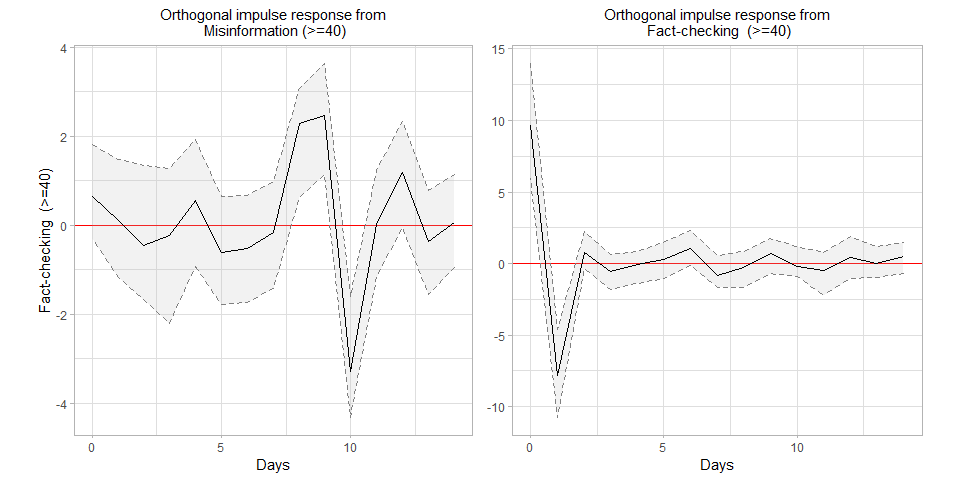 Orthogonal impulse response from
Misinformation (>=40)
4
2
0
-2
-4
Fact-checking (>=40)
0
5
10
Days
Orthogonal impulse response from
Fact-checking (>=40)
15
10
5
0
-5
-10
0
5
10
Days